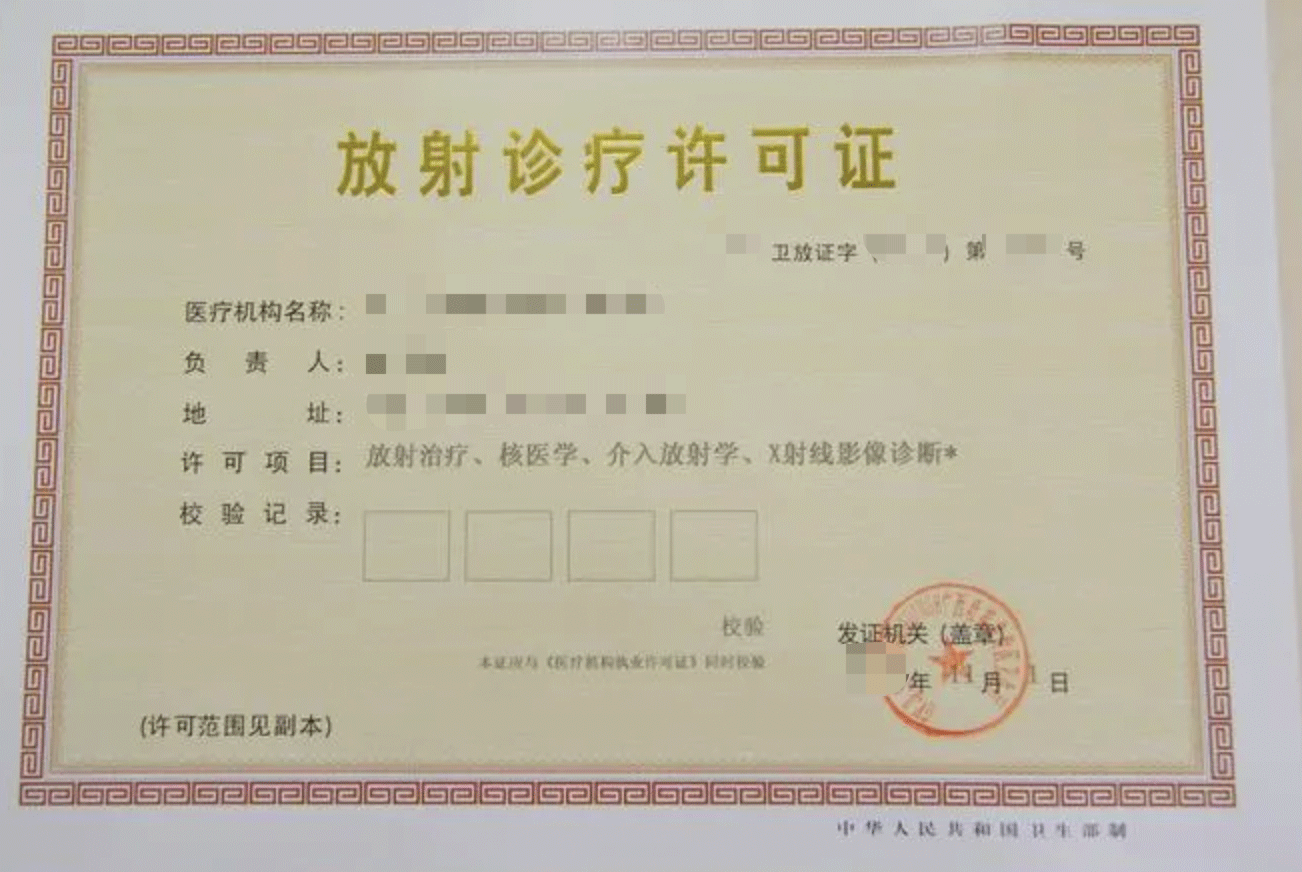 放射诊疗许可证
卫放证字( )第 号
医疗机构名称:
负责人:
地址:
许可项目: 放射治疗、核医学、介入放射学、X射线影像诊断*
校验记录:
校验
本证应与《医疗机构执业许可证》同时校验
发证机关(盖章)
年 11 月 1 日
(许可范围见副本)
中华人民共和国卫生部制